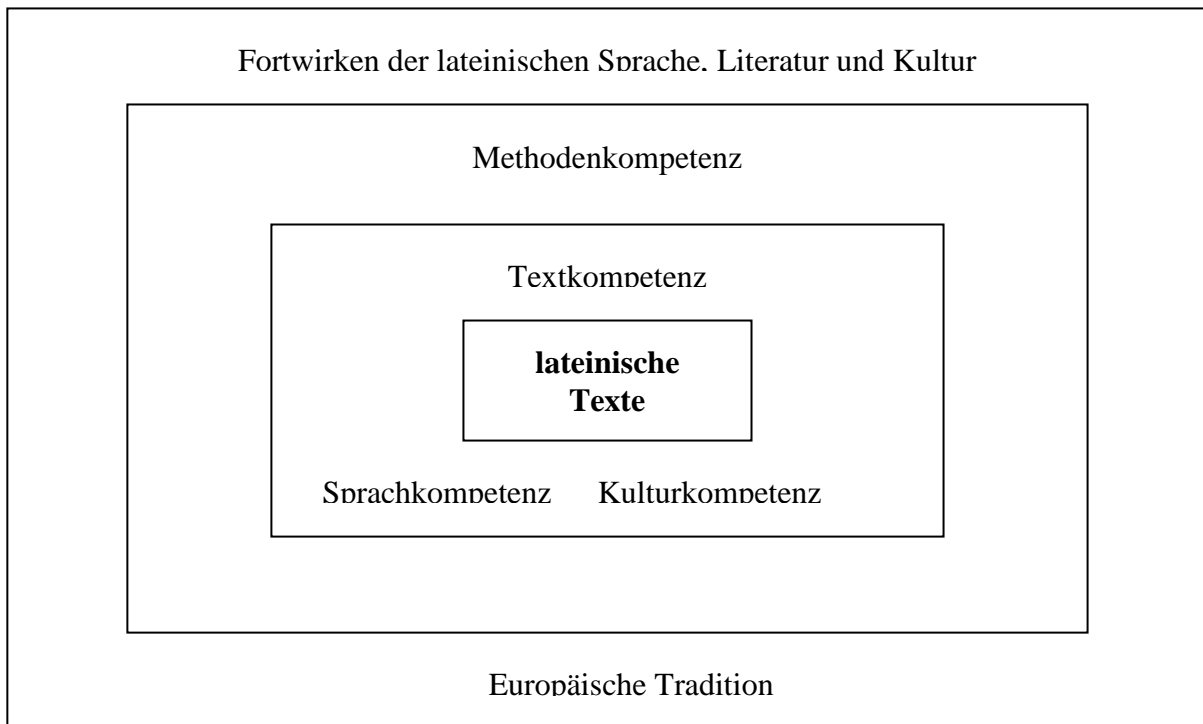 Fortwirken der lateinischen Sprache, Literatur und Kultur
Methodenkompetenz
Textkompetenz
lateinische
Texte
Sprachkompetenz Kulturkompetenz
Europäische Tradition